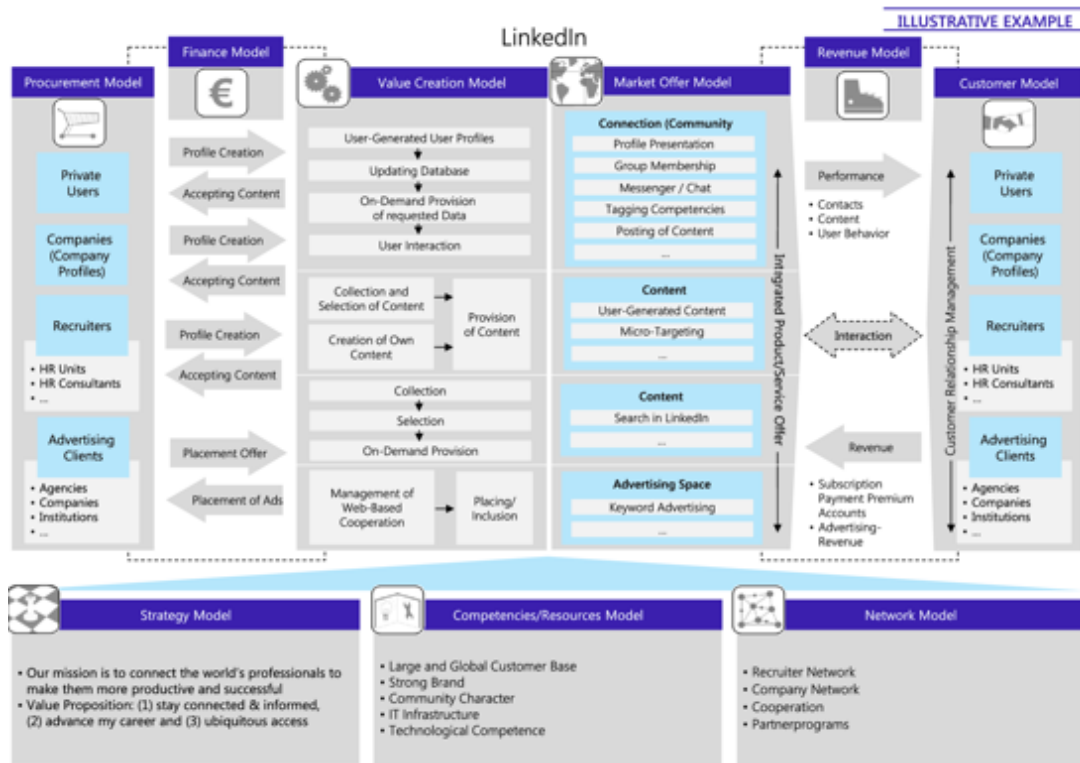 ILLUSTRATIVE EXAMPLE
LinkedIn
Procurement Model
Private
Users
Companies
(Company
Profiles)
Recruiters
• HR Units
• HR Consultants
• ...
Advertising
Clients
• Agencies
• Companies
• Institutions
• ...
Finance Model
€
Profile Creation
Accepting Content
Profile Creation
Accepting Content
Profile Creation
Accepting Content
Placement Offer
Placement of Ads
Value Creation Model
User-Generated User Profiles
Updating Database
On-Demand Provision
of requested Data
User Interaction
Collection and
Selection of Content
Creation of Own
Content
Provision
of Content
Collection
Selection
On-Demand Provision
Management of
Web-Based
Cooperation
Placing/
Inclusion
Market Offer Model
Connection (Community
Profile Presentation
Group Membership
Messenger / Chat
Tagging Competencies
Posting of Content
...
Content
User-Generated Content
Micro-Targeting
...
Content
Search in LinkedIn
...
Advertising Space
Keyword Advertising
...
Integrated Product/Service Offer
Revenue Model
Performance
• Contacts
• Content
• User Behavior
Interaction
Revenue
• Subscription
Payment Premium
Accounts
• Advertising-
Revenue
Customer Model
Customer Relationship Management
Private
Users
Companies
(Company
Profiles)
Recruiters
• HR Units
• HR Consultants
• ...
Advertising
Clients
• Agencies
• Companies
• Institutions
• ...
Strategy Model
• Our mission is to connect the world's professionals to
make them more productive and successful
• Value Proposition: (1) stay connected & informed,
(2) advance my career and (3) ubiquitous access
Competencies/Resources Model
• Large and Global Customer Base
• Strong Brand
• Community Character
• IT Infrastructure
• Technological Competence
Network Model
• Recruiter Network
• Company Network
• Cooperation
• Partnerprograms